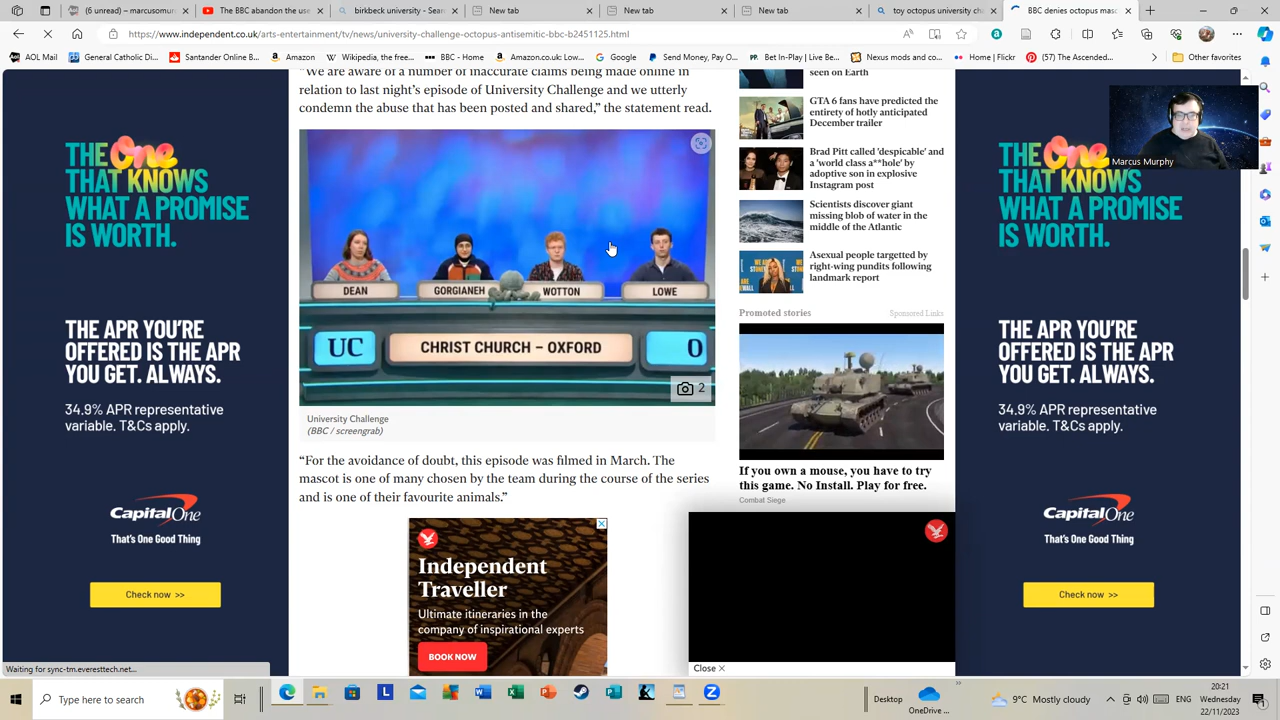 (6 unread) - marcusmurp
BBC abandon the use
birkbeck university - Sear
New tab
New tab
toy octopus university ch
BBC denies octopus masc
https://www.independent.co.uk/arts-entertainment/tv/news/university-challenge-octopus-antisemitic-bbc-b2451125.html
AOL Mail
General Catholic Di...
Santander Online B...
Amazon
Wikipedia, the free...
BBC - Home
Amazon.co.uk: Low...
Google
Send Money, Pay O...
Bet In-Play | Live Be...
Nexus mods and co...
Home | Flickr
(57) The Ascended...
Other favorites
"We are aware of a number of inaccurate claims being made online in
relation to last night's episode of University Challenge and we utterly
condemn the abuse that has been posted and shared," the statement read.
DEAN
GORGIANEH
WOTTON
LOWE
UC
CHRIST CHURCH – OXFORD
O
2
University Challenge
(BBC / screengrab)
"For the avoidance of doubt, this episode was filmed in March. The
mascot is one of many chosen by the team during the course of the series
and is one of their favourite animals."
Independent
Traveller
Ultimate itineraries in the
company of inspirational experts
BOOK NOW
seen on Earth
GTA 6 fans have predicted the
entirety of hotly anticipated
December trailer
Brad Pitt called 'despicable' and
a 'world class a**hole' by
adoptive son in explosive
Instagram post
Scientists discover giant
missing blob of water in the
middle of the Atlantic
Asexual people targetted by
right-wing pundits following
landmark report
Promoted stories
Sponsored Links
If you own a mouse, you have to try
this game. No Install. Play for free.
Combat Siege
Close X
THE One
THAT KNOWS
WHAT A PROMISE
IS WORTH.
THE APR YOU'RE
OFFERED IS THE APR
YOU GET. ALWAYS.
34.9% APR representative
variable. T&Cs apply.
Capital One
That's One Good Thing
Check now >>
THE One
THAT KNOWS
WHAT A PROMISE
IS WORTH.
THE APR YOU'RE
OFFERED IS THE APR
YOU GET. ALWAYS.
34.9% APR representative
variable. T&Cs apply.
Capital One
That's One Good Thing
Check now >>
Marcus Murphy
Waiting for sync-tm.everesttech.net...
Type here to search
Desktop
OneDrive ...
9°C Mostly cloudy
20:21
Wednesday
22/11/2023